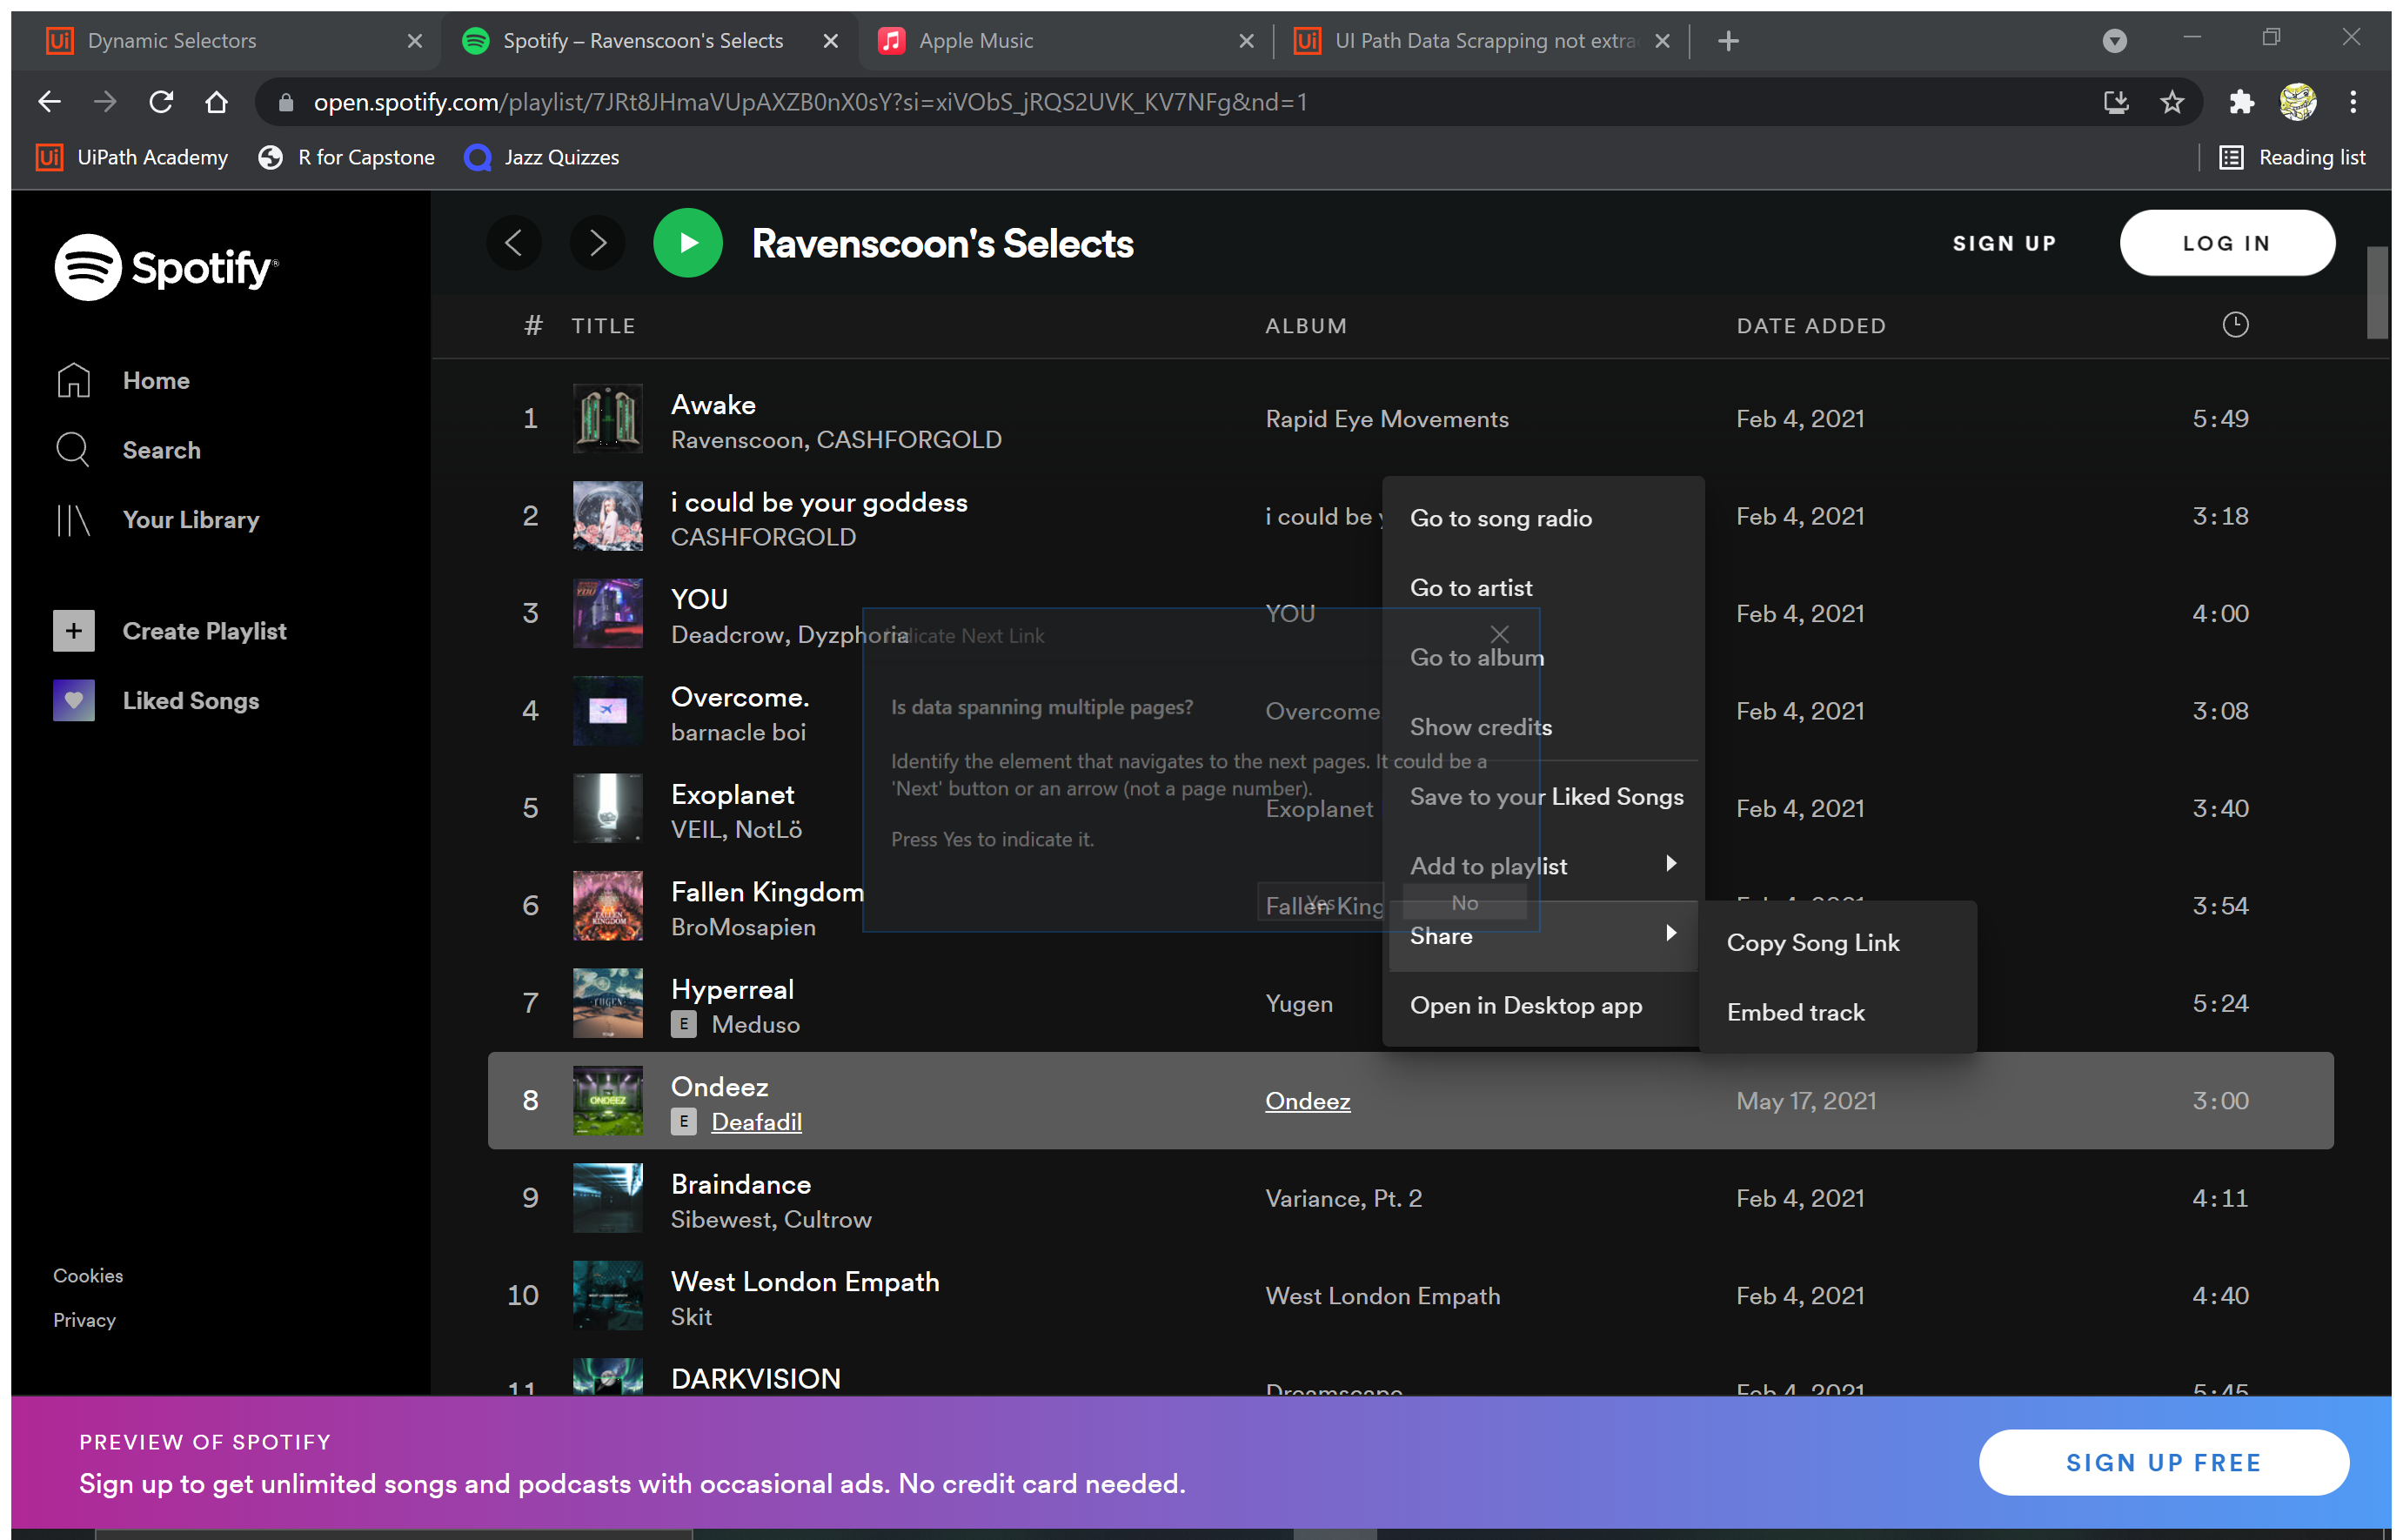 Dynamic Selectors
Spotify – Ravenscoon's Selects
Apple Music
UI Path Data Scrapping not extra
open.spotify.com/playlist/7JRt8JHmaVUpAXZB0nX0sY?si=xiVObS_jRQS2UVK_KV7NFg&nd=1
UiPath Academy
R for Capstone
Jazz Quizzes
Reading list
Spotify
Home
Search
Your Library
Create Playlist
Liked Songs
Cookies
Privacy
Ravenscoon's Selects
SIGN UP
LOG IN
# TITLE ALBUM DATE ADDED
1 Awake Rapid Eye Movements Feb 4, 2021 5:49
Ravenscoon, CASHFORGOLD
2 i could be your goddess i could be Feb 4, 2021 3:18
CASHFORGOLD
3 YOU YOU Feb 4, 2021 4:00
Deadcrow, Dyzphoria
4 Overcome. Overcome Feb 4, 2021 3:08
barnacle boi
5 Exoplanet Exoplanet Feb 4, 2021 3:40
VEIL, NotLö
6 Fallen Kingdom Fallen King Feb 4, 2021 3:54
BroMosapien
7 Hyperreal Yugen 5:24
E Meduso
8 Ondeez Ondeez May 17, 2021 3:00
E Deafadil
9 Braindance Variance, Pt. 2 Feb 4, 2021 4:11
Sibewest, Cultrow
10 West London Empath West London Empath Feb 4, 2021 4:40
Skit
11 DARKVISION Dreamscape Feb 4, 2021 5:45
Go to song radio
Go to artist
Go to album
Show credits
Save to your Liked Songs
Add to playlist
Share
Open in Desktop app
Copy Song Link
Embed track
Indicate Next Link
Is data spanning multiple pages?
Identify the element that navigates to the next pages. It could be a
'Next' button or an arrow (not a page number).
Press Yes to indicate it.
Yes
No
PREVIEW OF SPOTIFY
Sign up to get unlimited songs and podcasts with occasional ads. No credit card needed.
SIGN UP FREE